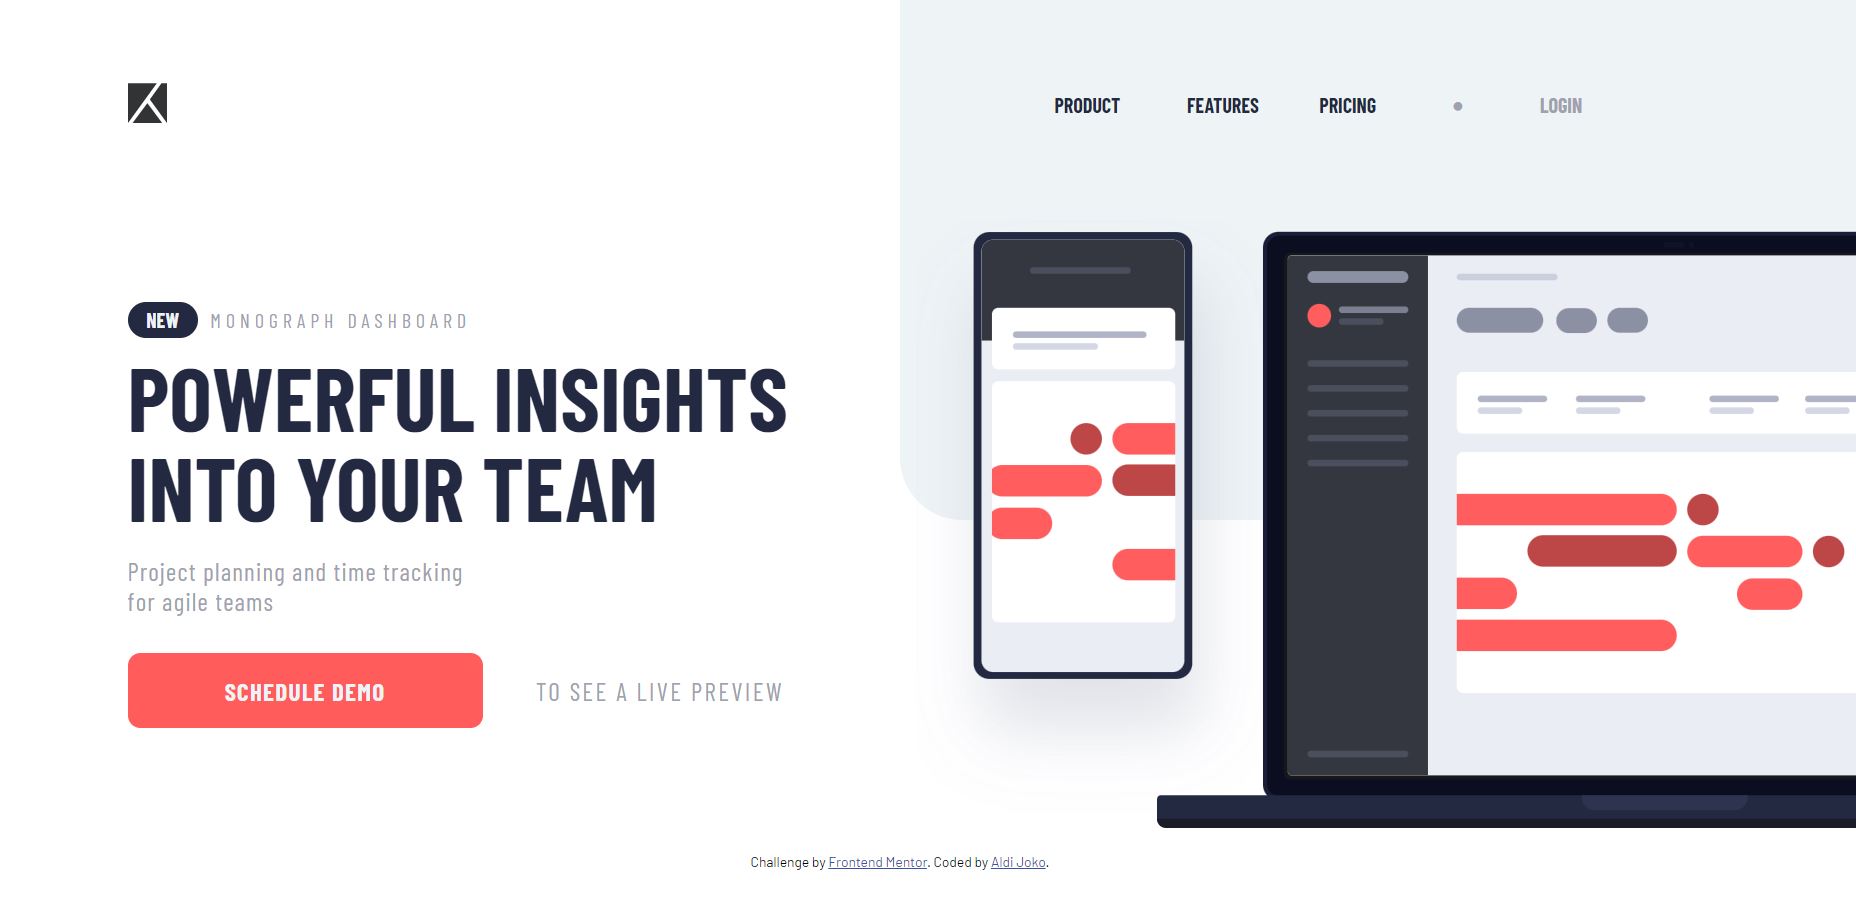 PRODUCT FEATURES PRICING LOGIN
NEW MONOGRAPH DASHBOARD
POWERFUL INSIGHTS
INTO YOUR TEAM
Project planning and time tracking
for agile teams
SCHEDULE DEMO TO SEE A LIVE PREVIEW
Challenge by Frontend Mentor. Coded by Aldi Joko.